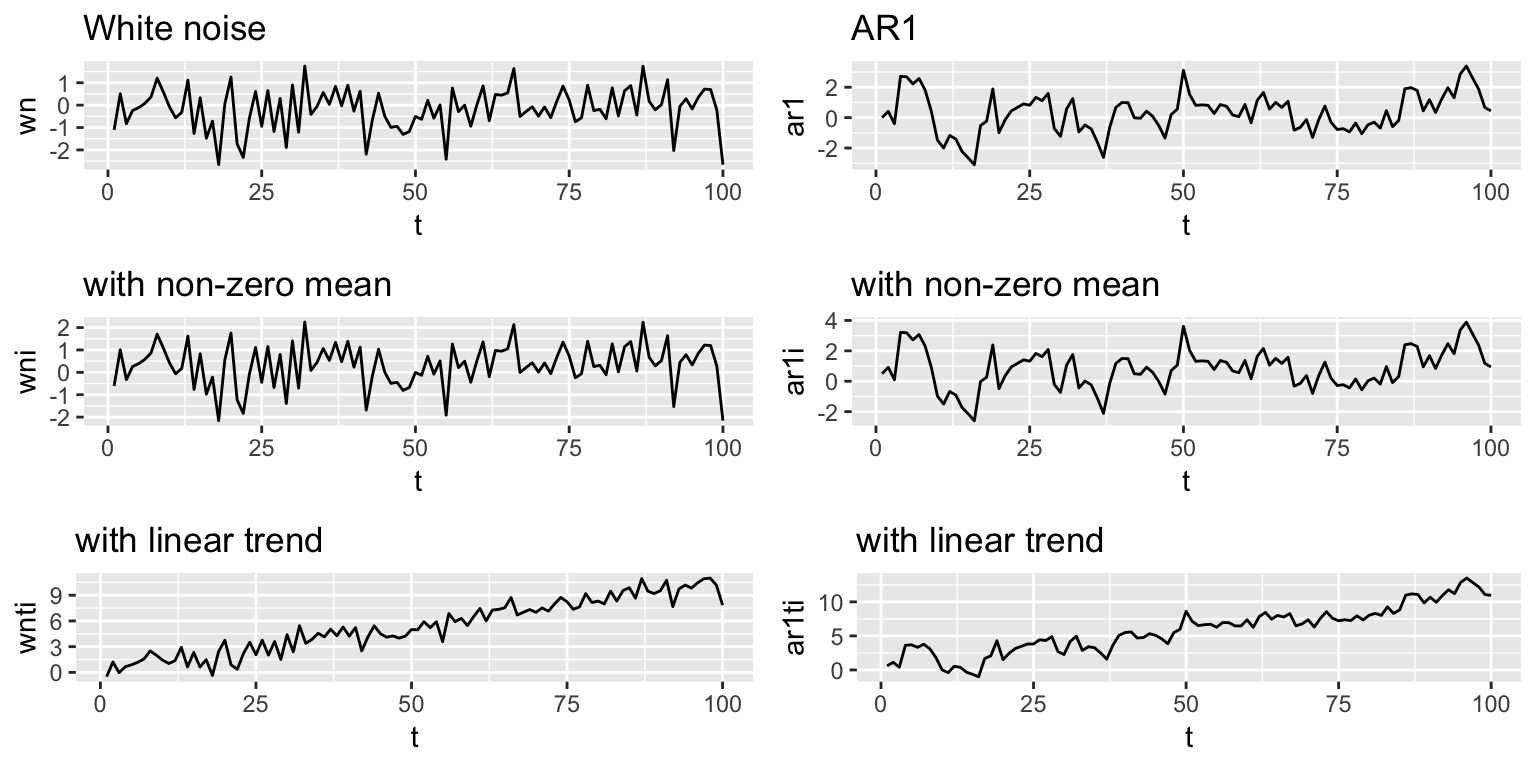 White noise
wn
1
0
-1
-2
0 25 50 75 100
t
AR1
ar1
2
0
-2
0 25 50 75 100
t
with non-zero mean
wni
2
1
0
-1
-2
0 25 50 75 100
t
with non-zero mean
ar1i
4
2
0
-2
0 25 50 75 100
t
with linear trend
wnti
9
6
3
0
0 25 50 75 100
t
with linear trend
ar1ti
10
5
0
0 25 50 75 100
t